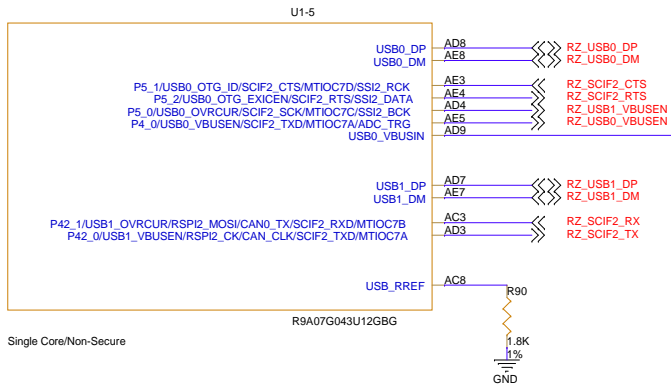 U1-5
USB0_DP AD8 RZ_USB0_DP
USB0_DM AE8 RZ_USB0_DM
P5_1/USB0_OTG_ID/SCIF2_CTS/MTIOC7D/SSI2_RCK AE3 RZ_SCIF2_CTS
P5_2/USB0_OTG_EXICEN/SCIF2_RTS/SSI2_DATA AE4 RZ_SCIF2_RTS
P5_0/USB0_OVRCUR/SCIF2_SCK/MTIOC7C/SSI2_BCK AD4 RZ_USB1_VBUSEN
P4_0/USB0_VBUSEN/SCIF2_TXD/MTIOC7A/ADC_TRG AE5 RZ_USB0_VBUSEN
USB0_VBUSIN AD9
USB1_DP AD7 RZ_USB1_DP
USB1_DM AE7 RZ_USB1_DM
P42_1/USB1_OVRCUR/RSPI2_MOSI/CAN0_TX/SCIF2_RXD/MTIOC7B AC3 RZ_SCIF2_RX
P42_0/USB1_VBUSEN/RSPI2_CK/CAN_CLK/SCIF2_TXD/MTIOC7A AD3 RZ_SCIF2_TX
USB_RREF AC8
R90
R9A07G043U12GBG
Single Core/Non-Secure
1.8K
1%
GND